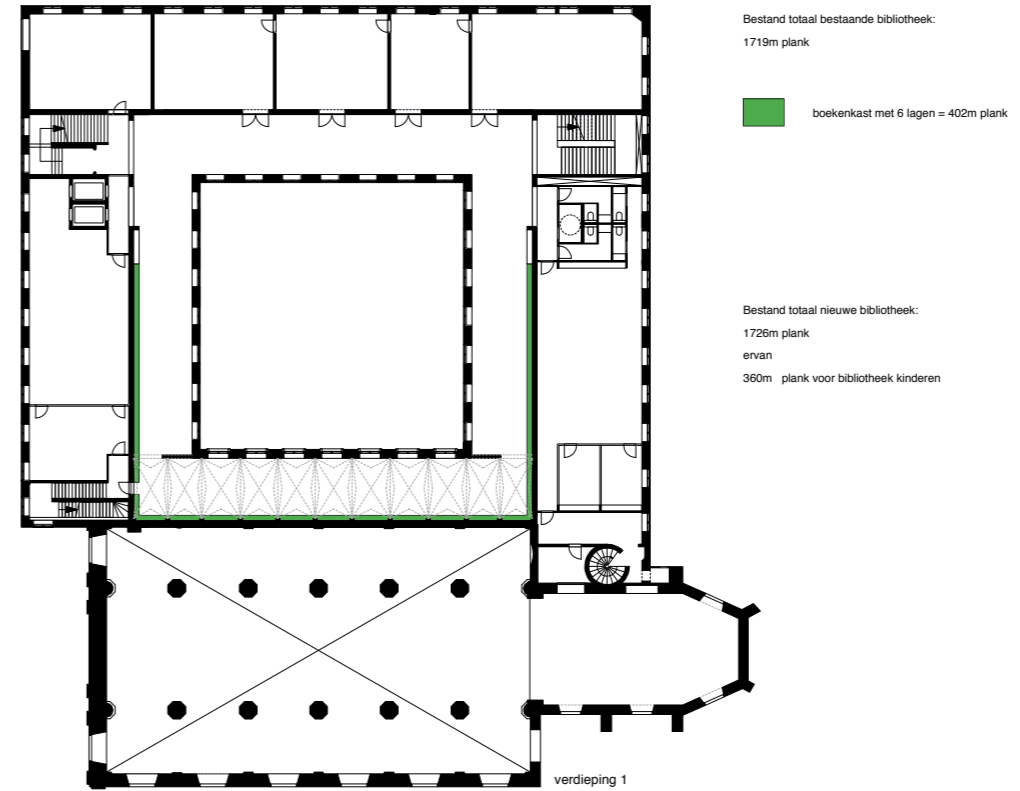 Bestand totaal bestaande bibliotheek:
1719m plank
boekenkast met 6 lagen = 402m plank
Bestand totaal nieuwe bibliotheek:
1726m plank
ervan
360m plank voor bibliotheek kinderen
verdieping 1